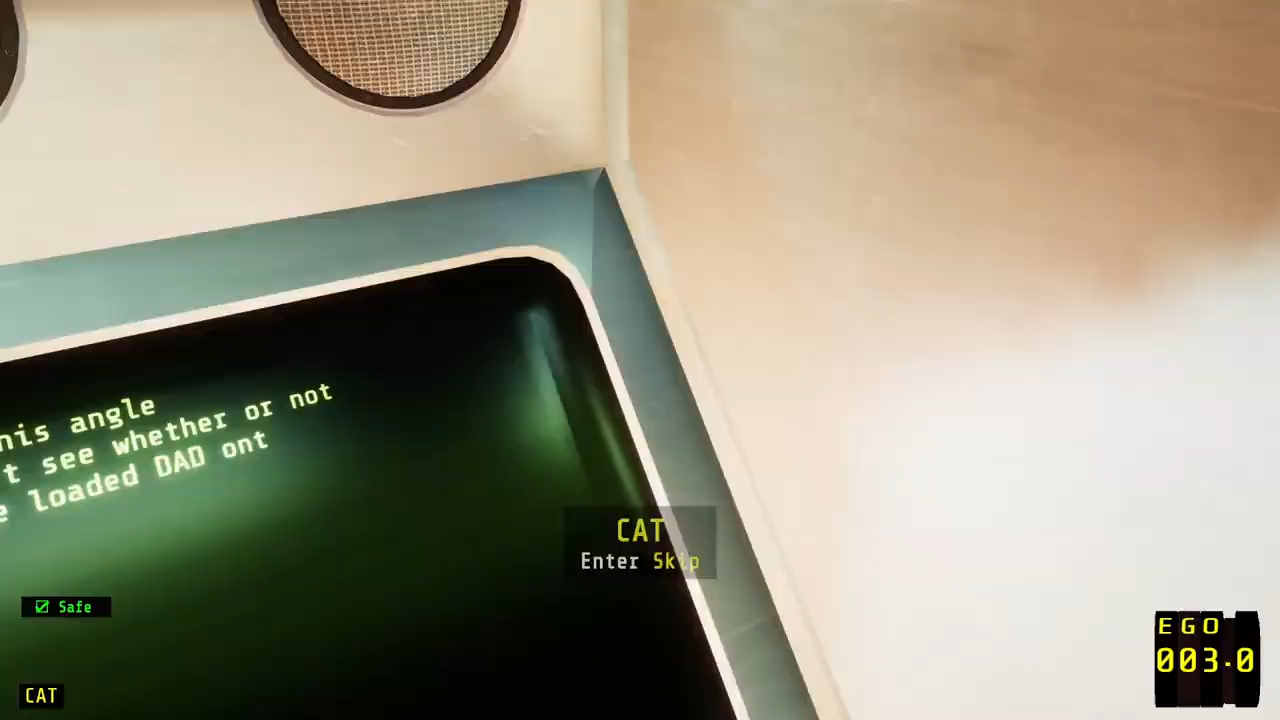 his angle
t see whether or not
e loaded DAD ont
CAT
Enter Skip
Safe
CAT
EGO
003.0